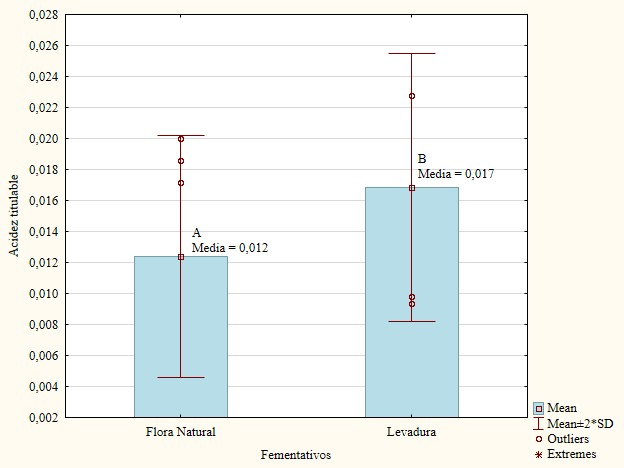 0,028
0,026
0,024
0,022
0,020
0,018
0,016
0,014
0,012
0,010
0,008
0,006
0,004
0,002
Acidez titulable
A
Media = 0,012
B
Media = 0,017
Flora Natural
Levadura
Fementativos
Mean
Mean±2*SD
Outliers
Extremes